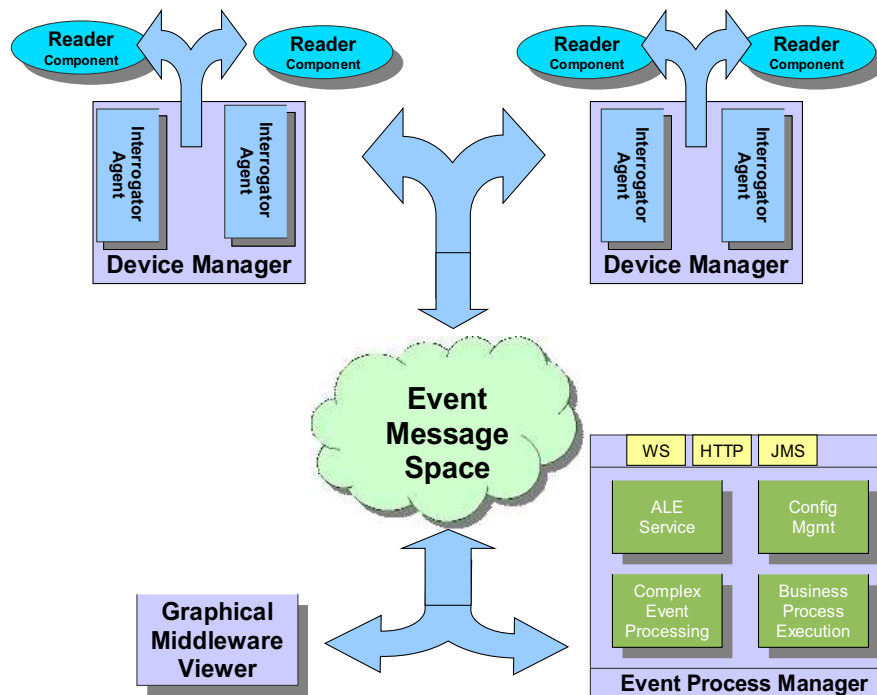 Reader
Component
Reader
Component
Reader
Component
Reader
Component
Interrogator
Agent
Interrogator
Agent
Device Manager
Interrogator
Agent
Interrogator
Agent
Device Manager
Event
Message
Space
WS
HTTP
JMS
ALE
Service
Config
Mgmt
Complex
Event
Processing
Business
Process
Execution
Event Process Manager
Graphical
Middleware
Viewer